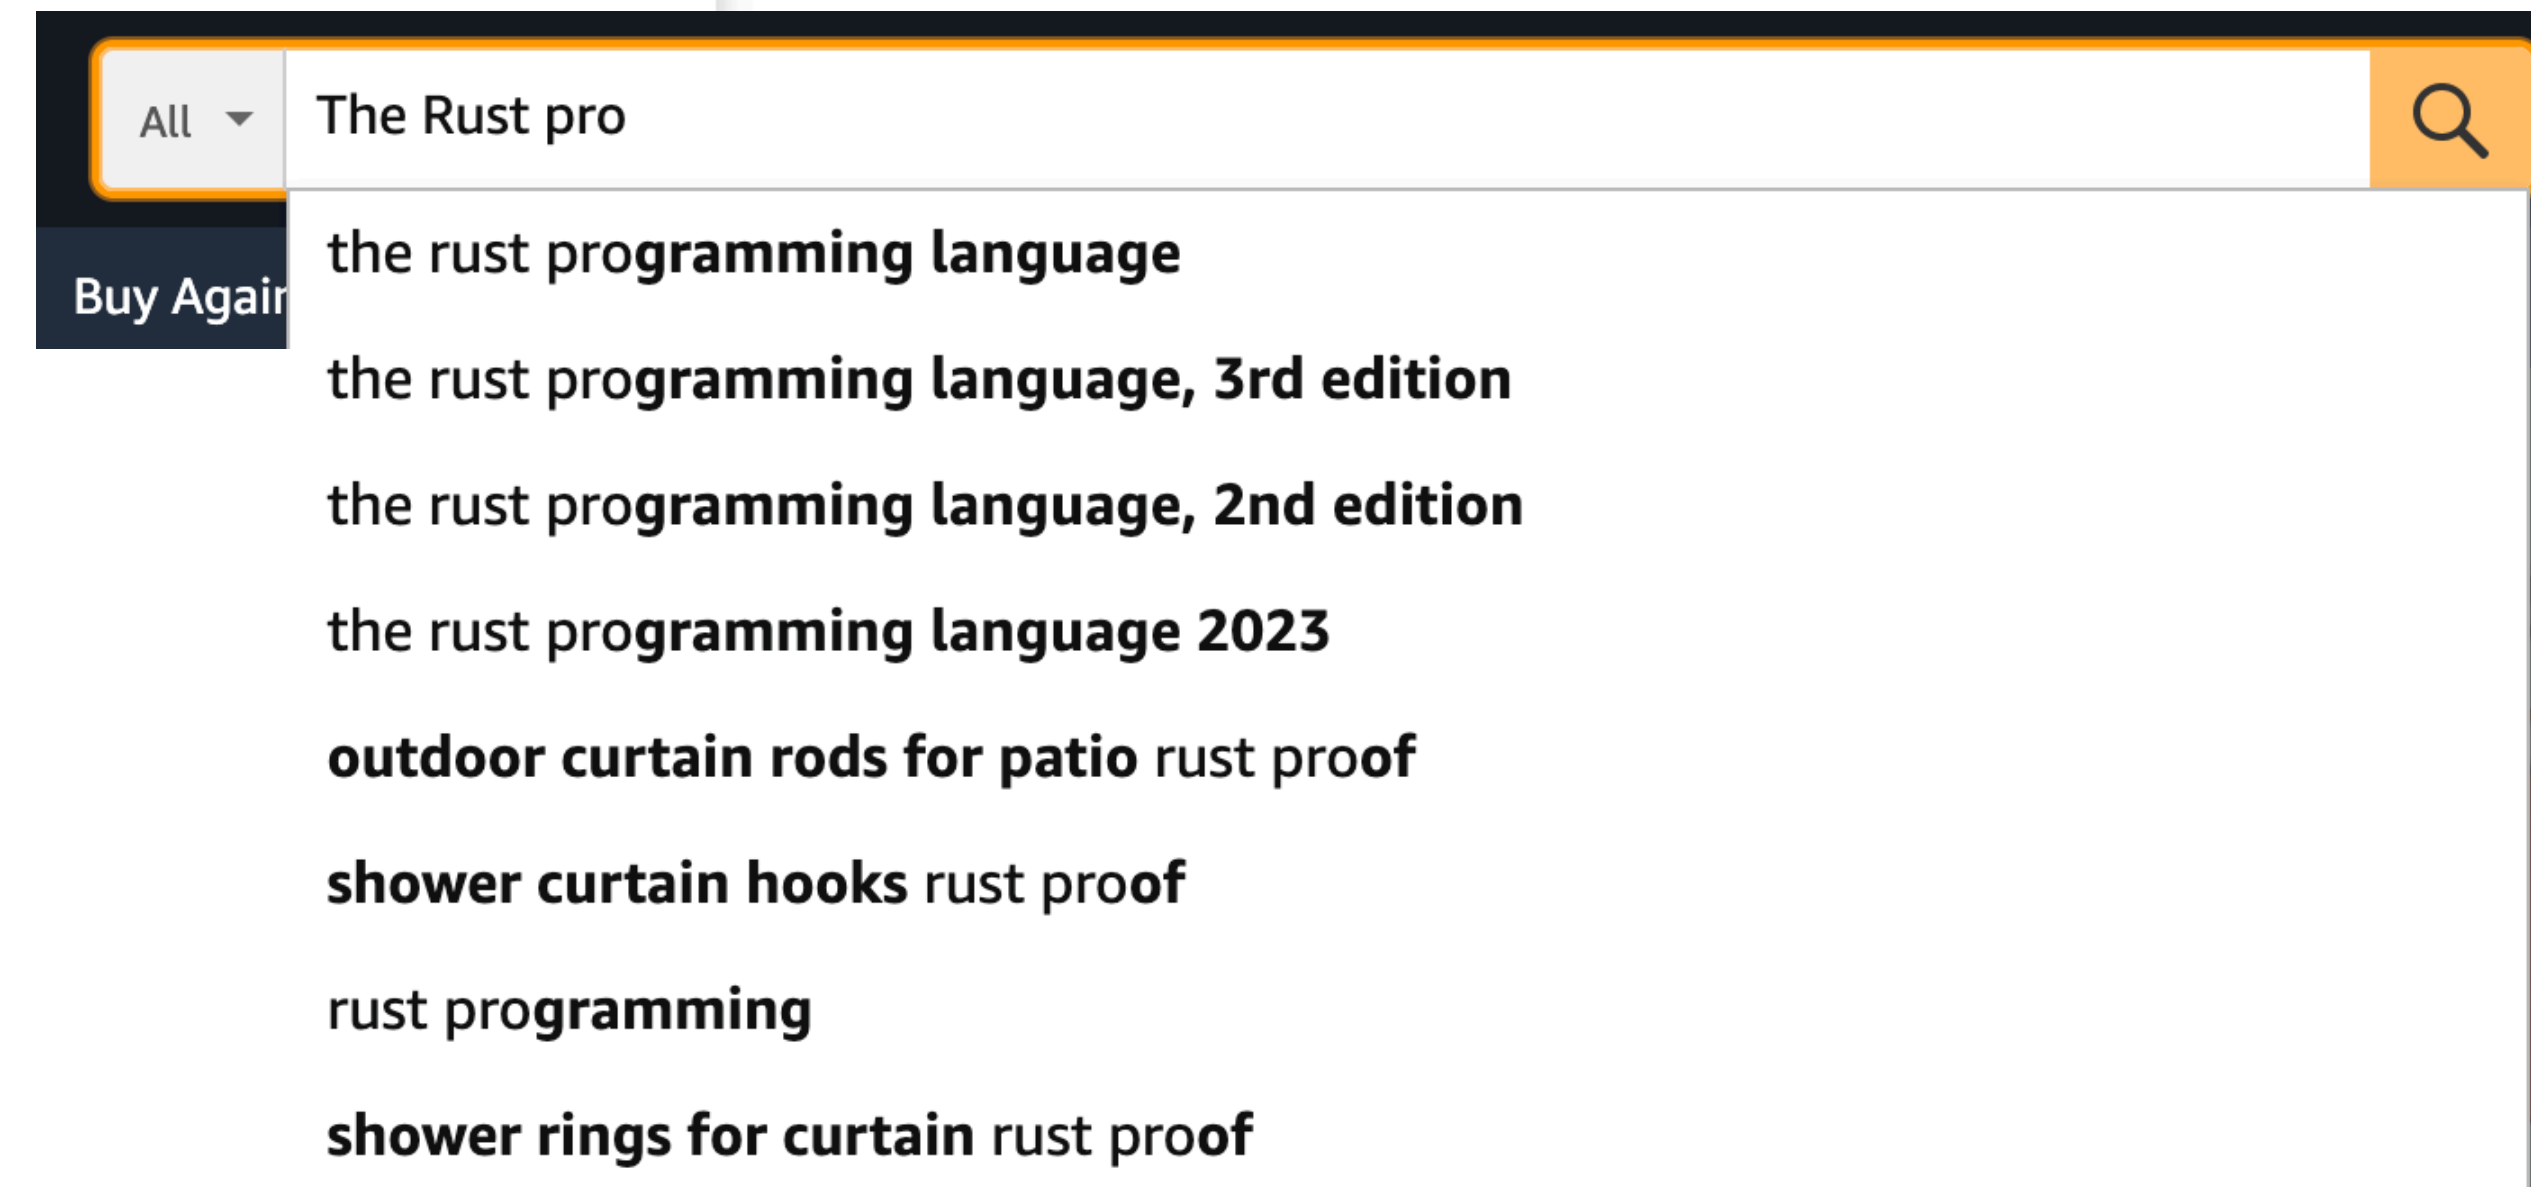 All
The Rust pro
Buy Again
the rust programming language
the rust programming language, 3rd edition
the rust programming language, 2nd edition
the rust programming language 2023
outdoor curtain rods for patio rust proof
shower curtain hooks rust proof
rust programming
shower rings for curtain rust proof